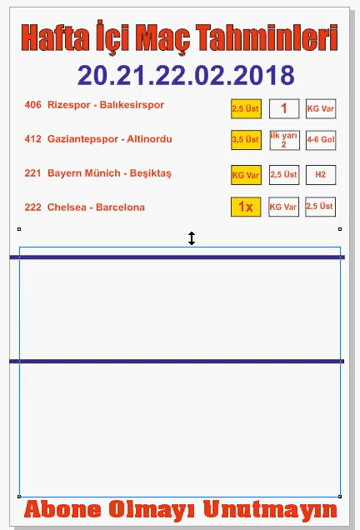 Hafta İçi Maç Tahminleri
20.21.22.02.2018
406 Rizespor - Balıkesirspor 2,5 Üst 1 KG Var
412 Gaziantepspor - Altinordu 3,5 Üst ilk yarı 2 4-6 Gol
221 Bayern Münich - Beşiktaş KG Var 2,5 Üst H2
222 Chelsea - Barcelona 1x KG Var 2,5 Üst
Abone Olmayı Unutmayın